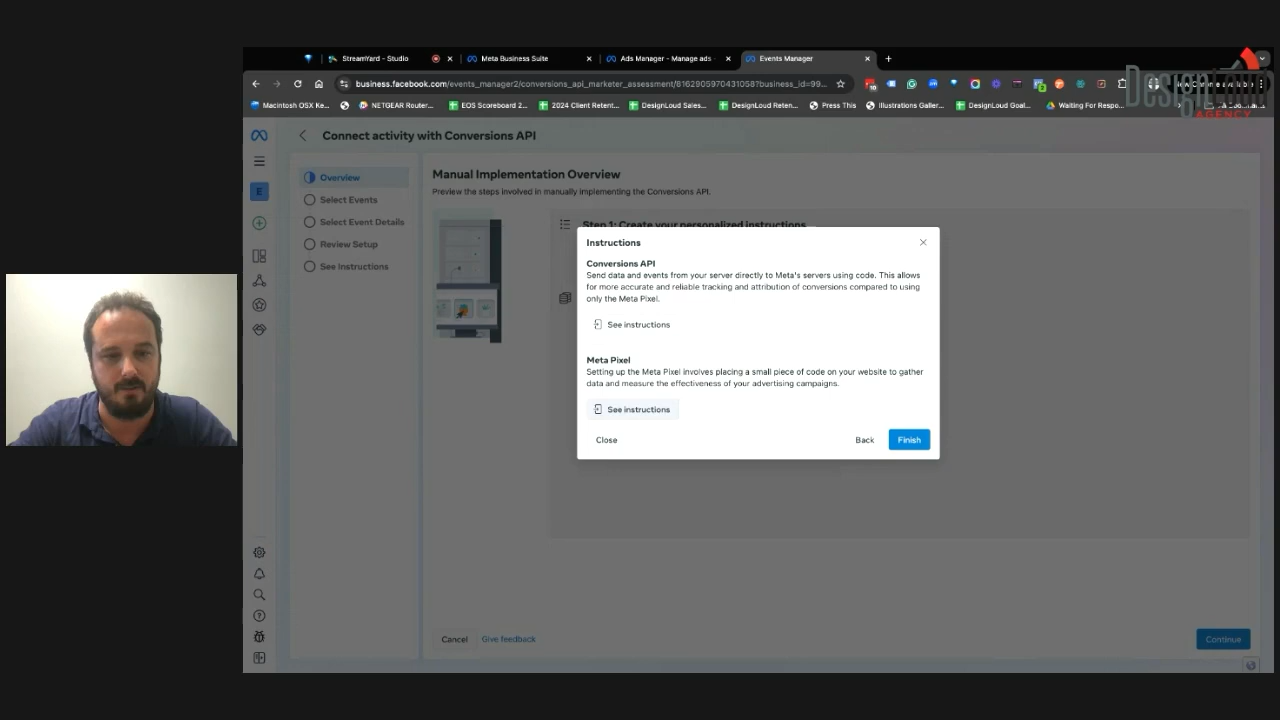 StreamYard - Studio
Meta Business Suite
Ads Manager - Manage ads -
Events Manager
business.facebook.com/events_manager2/conversions_api_marketer_assessment/8162905970431058?business_id=99...
Macintosh OSX Ke...
NETGEAR Router...
EOS Scoreboard 2...
2024 Client Retent...
DesignLoud Sales...
DesignLoud Reten...
Press This
Illustrations Galler...
DesignLoud Goal...
Waiting For Respo...
DesignLoud
AGENCY
Connect activity with Conversions API
E
Overview
Select Events
Select Event Details
Review Setup
See Instructions
Manual Implementation Overview
Preview the steps involved in manually implementing the Conversions API.
Step 1: Create your personalized instructions
Instructions
Conversions API
Send data and events from your server directly to Meta's servers using code. This allows
for more accurate and reliable tracking and attribution of conversions compared to using
only the Meta Pixel.
See instructions
Meta Pixel
Setting up the Meta Pixel involves placing a small piece of code on your website to gather
data and measure the effectiveness of your advertising campaigns.
See instructions
Close
Back
Finish
Cancel
Give feedback
Continue